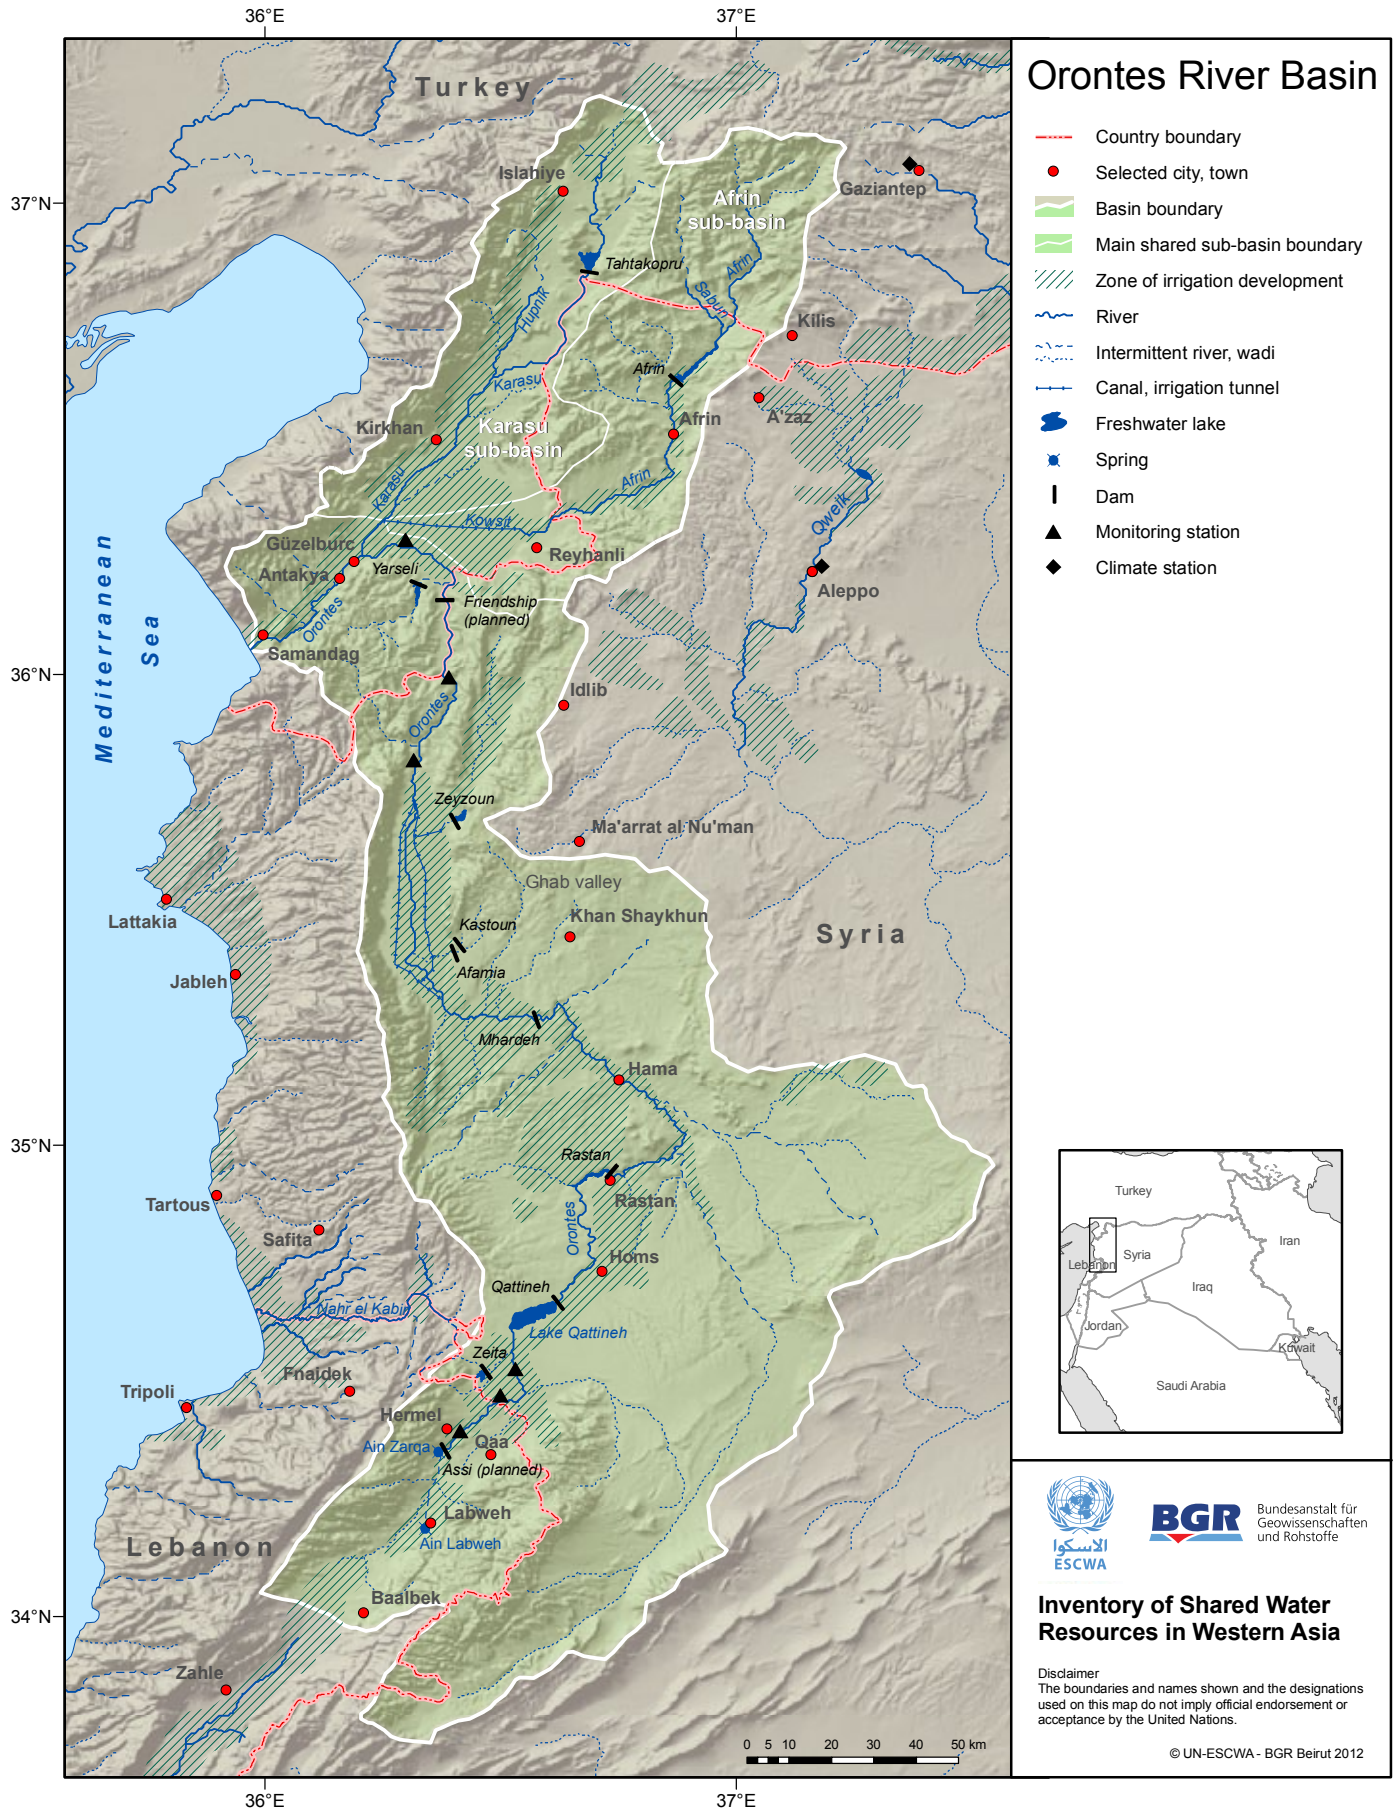 36°E
37°E
Turkey
Islahiye
Afrin
sub-basin
Gaziantep
37°N
Tahtakopru
Afrin
Sabun
Hupnik
Kilis
Karasu
Afrin
A'zaz
Kirkhan
Karasu
sub-basin
Afrin
Karasu
Afrin
Kowsit
Qweik
Güzelburc
Reyhanli
Antakya
Yarseli
Aleppo
Friendship
(planned)
Orontes
Samandag
Mediterranean
Sea
36°N
Idlib
Orontes
Zeyzoun
Ma'arrat al Nu'man
Ghab valley
Lattakia
Khan Shaykhun
Kastoun
Syria
Afamia
Jableh
Mhardeh
Hama
35°N
Rastan
Rastan
Tartous
Safita
Orontes
Homs
Qattineh
Nahr el Kabir
Lake Qattineh
Zeita
Fnaidek
Tripoli
Hermel
Qaa
Ain Zarqa
Assi (planned)
Labweh
Ain Labweh
Lebanon
Baalbek
34°N
Zahle
0 5 10 20 30 40 50 km
36°E
37°E
Orontes River Basin
Country boundary
Selected city, town
Basin boundary
Main shared sub-basin boundary
Zone of irrigation development
River
Intermittent river, wadi
Canal, irrigation tunnel
Freshwater lake
Spring
Dam
Monitoring station
Climate station
Turkey
Syria
Iran
Lebanon
Iraq
Jordan
Kuwait
Saudi Arabia
الاسكوا
ESCWA
BGR
Bundesanstalt für
Geowissenschaften
und Rohstoffe
Inventory of Shared Water
Resources in Western Asia
Disclaimer
The boundaries and names shown and the designations
used on this map do not imply official endorsement or
acceptance by the United Nations.
© UN-ESCWA - BGR Beirut 2012